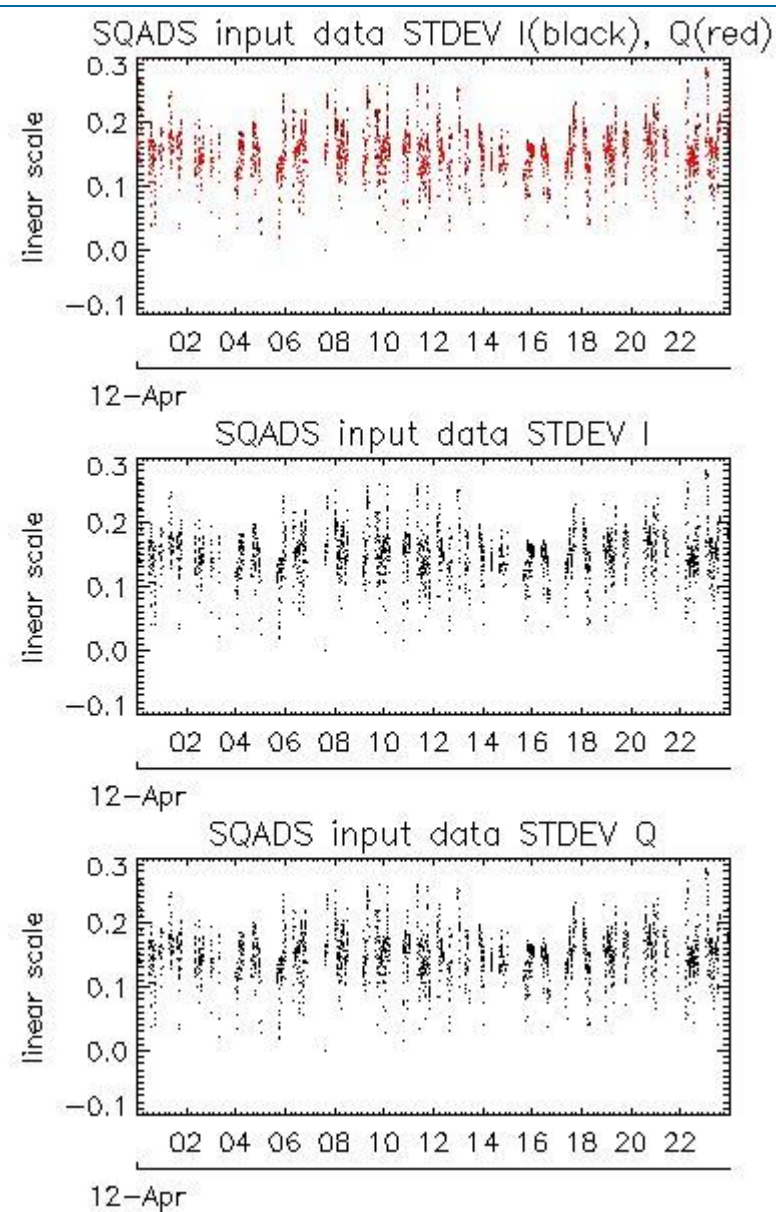 SQADS input data STDEV I(black), Q(red)
0.3
0.2
0.1
0.0
-0.1
linear scale
02 04 06 08 10 12 14 16 18 20 22
12-Apr
SQADS input data STDEV I
0.3
0.2
0.1
0.0
-0.1
linear scale
02 04 06 08 10 12 14 16 18 20 22
12-Apr
SQADS input data STDEV Q
0.3
0.2
0.1
0.0
-0.1
linear scale
02 04 06 08 10 12 14 16 18 20 22
12-Apr